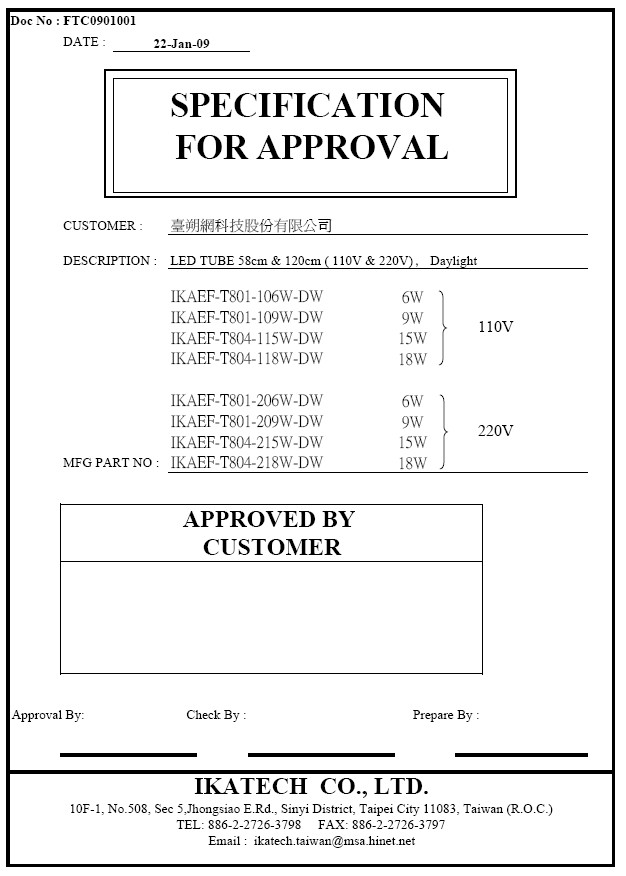 Doc No : FTC0901001
DATE : 22-Jan-09
SPECIFICATION
FOR APPROVAL
CUSTOMER : 臺朔網科技股份有限公司
DESCRIPTION : LED TUBE 58cm & 120cm ( 110V & 220V) , Daylight
IKAEF-T801-106W-DW 6W
IKAEF-T801-109W-DW 9W
110V
IKAEF-T804-115W-DW 15W
IKAEF-T804-118W-DW 18W
IKAEF-T801-206W-DW 6W
IKAEF-T801-209W-DW 9W
220V
IKAEF-T804-215W-DW 15W
MFG PART NO : IKAEF-T804-218W-DW 18W
APPROVED BY
CUSTOMER
Approval By: Check By : Prepare By :
IKATECH CO., LTD.
10F-1, No.508, Sec 5,Jhongsiao E.Rd., Sinyi District, Taipei City 11083, Taiwan (R.O.C.)
TEL: 886-2-2726-3798 FAX: 886-2-2726-3797
Email : ikatech.taiwan@msa.hinet.net